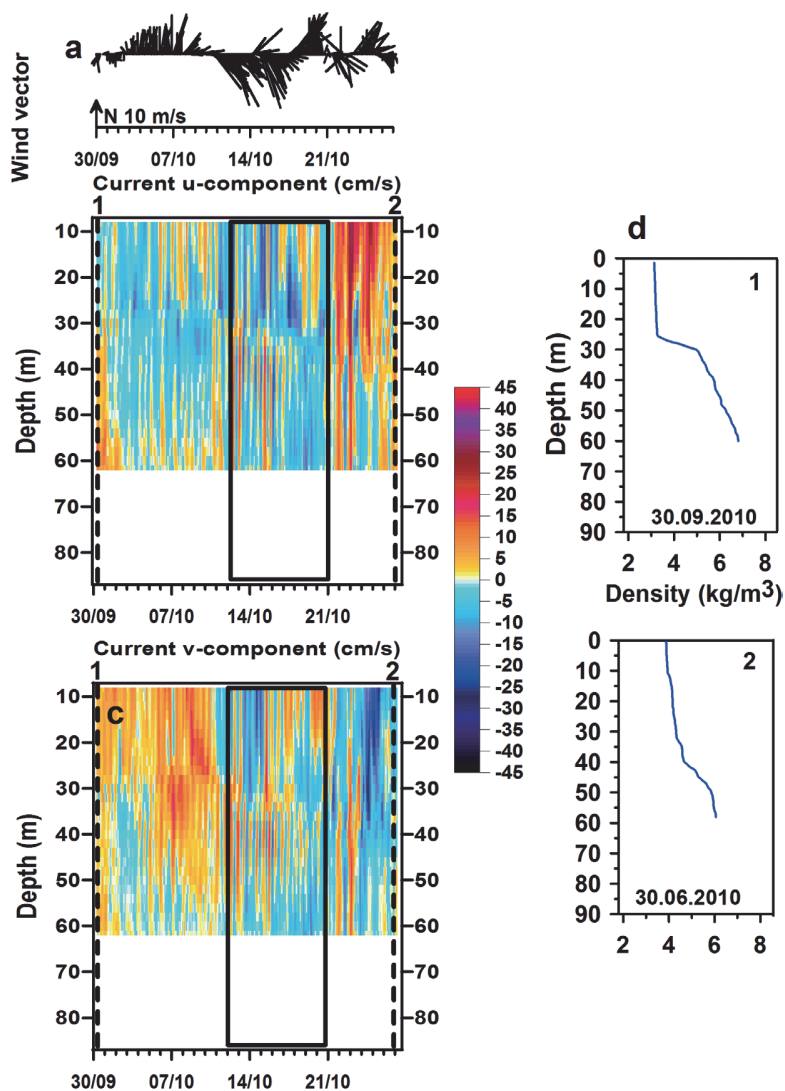 a
Wind vector
N 10 m/s
30/09 07/10 14/10 21/10
Current u-component (cm/s)
1 2
Depth (m)
10 20 30 40 50 60 70 80
10 20 30 40 50 60 70 80
30/09 07/10 14/10 21/10
45
40
35
30
25
20
15
10
5
0
-5
-10
-15
-20
-25
-30
-35
-40
-45
Current v-component (cm/s)
1 2
c
Depth (m)
10 20 30 40 50 60 70 80
10 20 30 40 50 60 70 80
30/09 07/10 14/10 21/10
d
1
Depth (m)
0 10 20 30 40 50 60 70 80 90
30.09.2010
2 4 6 8
Density (kg/m³)
2
Depth (m)
0 10 20 30 40 50 60 70 80 90
30.06.2010
2 4 6 8